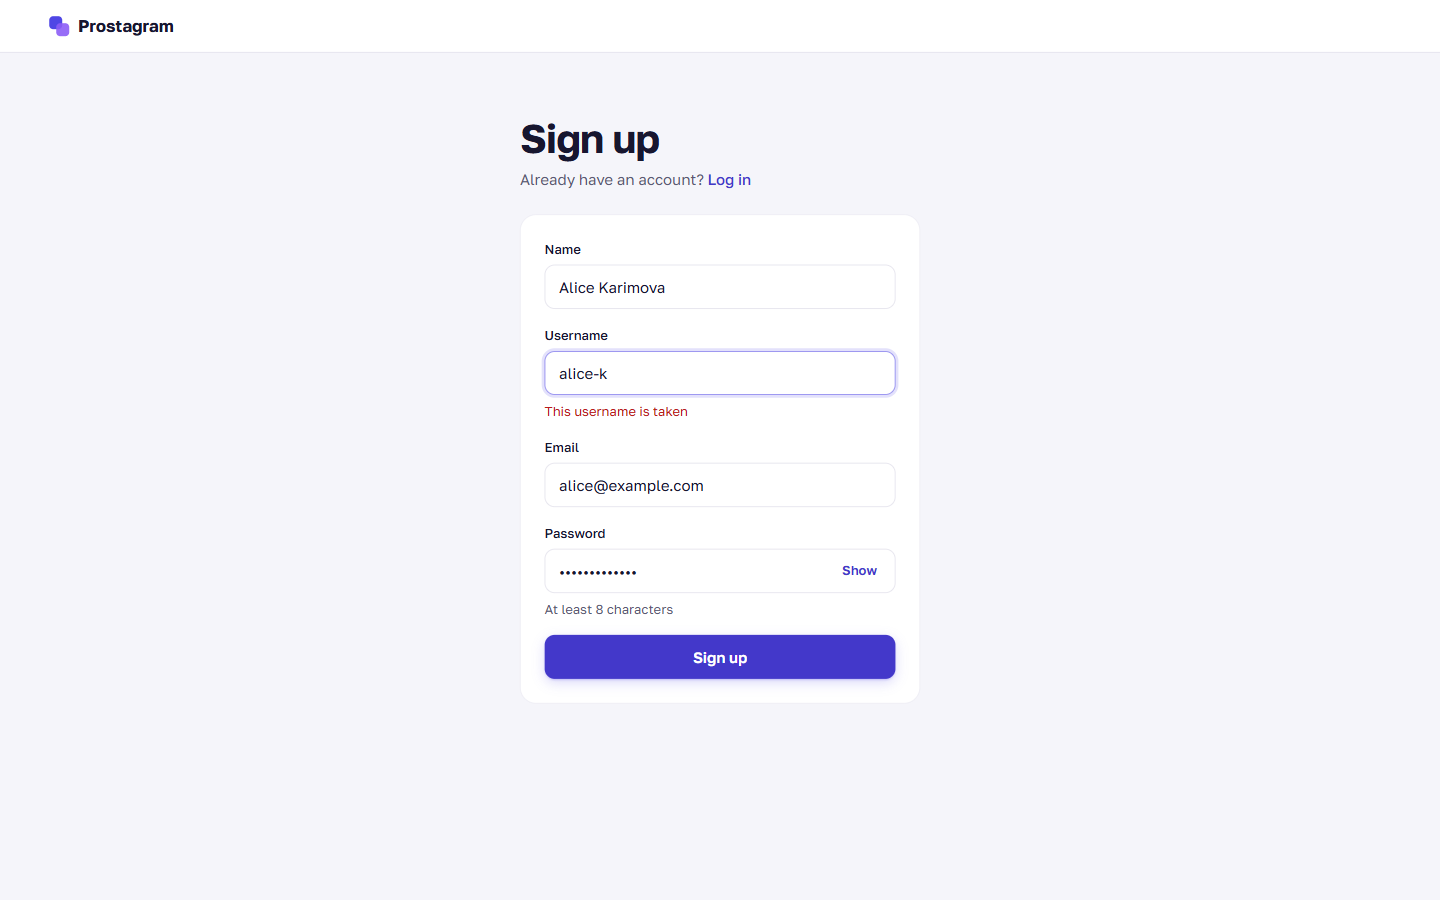 Prostagram
Sign up
Already have an account? Log in
Name
Alice Karimova
Username
alice-k
This username is taken
Email
alice@example.com
Password
•••••••••••••
Show
At least 8 characters
Sign up